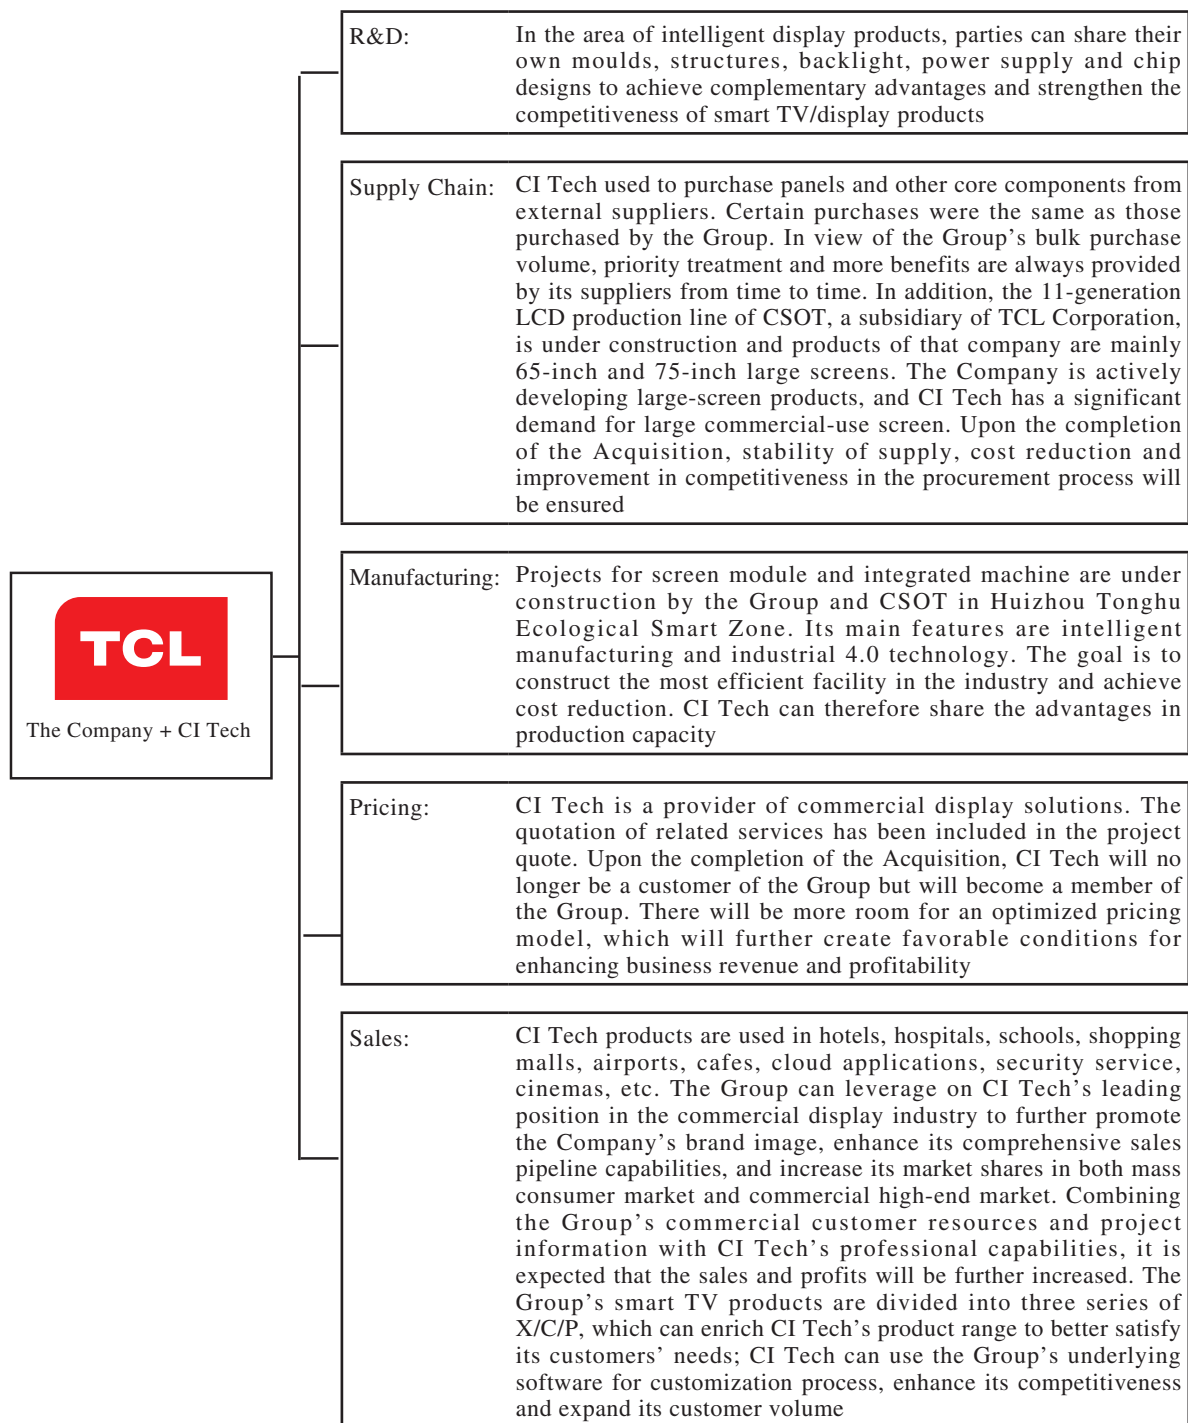 R&D:
In the area of intelligent display products, parties can share their
own moulds, structures, backlight, power supply and chip
designs to achieve complementary advantages and strengthen the
competitiveness of smart TV/display products
Supply Chain:
CI Tech used to purchase panels and other core components from
external suppliers. Certain purchases were the same as those
purchased by the Group. In view of the Group's bulk purchase
volume, priority treatment and more benefits are always provided
by its suppliers from time to time. In addition, the 11-generation
LCD production line of CSOT, a subsidiary of TCL Corporation,
is under construction and products of that company are mainly
65-inch and 75-inch large screens. The Company is actively
developing large-screen products, and CI Tech has a significant
demand for large commercial-use screen. Upon the completion
of the Acquisition, stability of supply, cost reduction and
improvement in competitiveness in the procurement process will
be ensured
TCL
The Company + CI Tech
Manufacturing:
Projects for screen module and integrated machine are under
construction by the Group and CSOT in Huizhou Tonghu
Ecological Smart Zone. Its main features are intelligent
manufacturing and industrial 4.0 technology. The goal is to
construct the most efficient facility in the industry and achieve
cost reduction. CI Tech can therefore share the advantages in
production capacity
Pricing:
CI Tech is a provider of commercial display solutions. The
quotation of related services has been included in the project
quote. Upon the completion of the Acquisition, CI Tech will no
longer be a customer of the Group but will become a member of
the Group. There will be more room for an optimized pricing
model, which will further create favorable conditions for
enhancing business revenue and profitability
Sales:
CI Tech products are used in hotels, hospitals, schools, shopping
malls, airports, cafes, cloud applications, security service,
cinemas, etc. The Group can leverage on CI Tech's leading
position in the commercial display industry to further promote
the Company's brand image, enhance its comprehensive sales
pipeline capabilities, and increase its market shares in both mass
consumer market and commercial high-end market. Combining
the Group's commercial customer resources and project
information with CI Tech's professional capabilities, it is
expected that the sales and profits will be further increased. The
Group's smart TV products are divided into three series of
X/C/P, which can enrich CI Tech's product range to better satisfy
its customers' needs; CI Tech can use the Group's underlying
software for customization process, enhance its competitiveness
and expand its customer volume